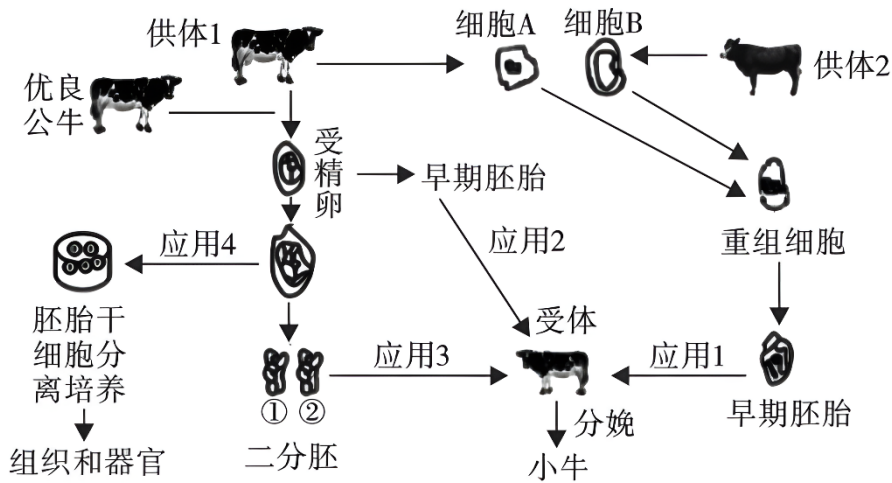 供体1
细胞A
细胞B
供体2
优良
公牛
受
精
卵
早期胚胎
应用4
应用2
重组细胞
胚胎干
细胞分
离培养
应用3
受体
应用1
①
②
早期胚胎
分娩
组织和器官
二分胚
小牛